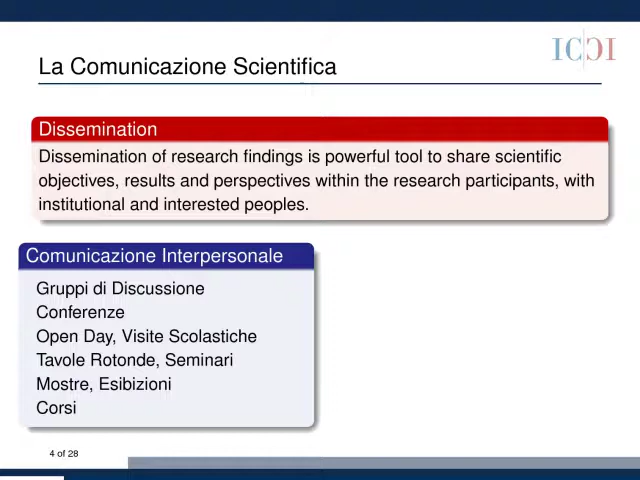 ICCI
La Comunicazione Scientifica
Dissemination
Dissemination of research findings is powerful tool to share scientific
objectives, results and perspectives within the research participants, with
institutional and interested peoples.
Comunicazione Interpersonale
Gruppi di Discussione
Conferenze
Open Day, Visite Scolastiche
Tavole Rotonde, Seminari
Mostre, Esibizioni
Corsi
4 of 28